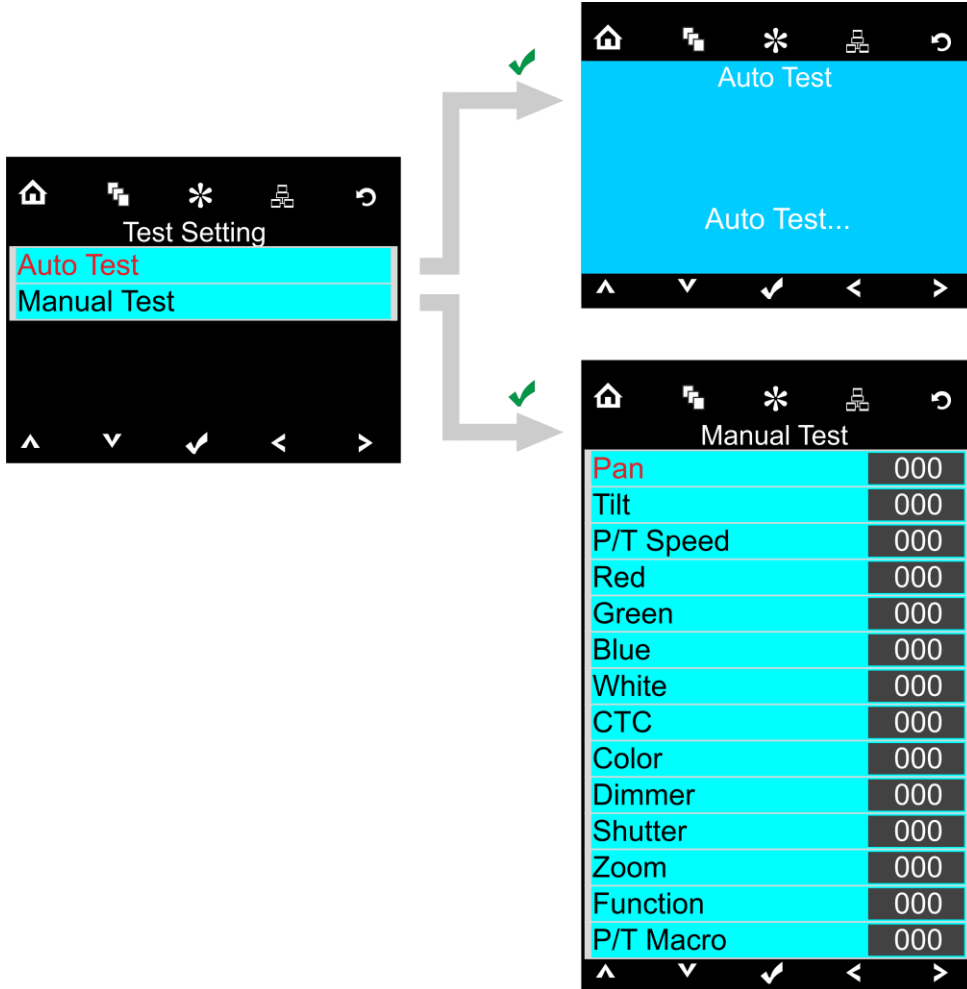 Test Setting
Auto Test
Manual Test
Auto Test
Auto Test...
Manual Test
Pan 000
Tilt 000
P/T Speed 000
Red 000
Green 000
Blue 000
White 000
CTC 000
Color 000
Dimmer 000
Shutter 000
Zoom 000
Function 000
P/T Macro 000